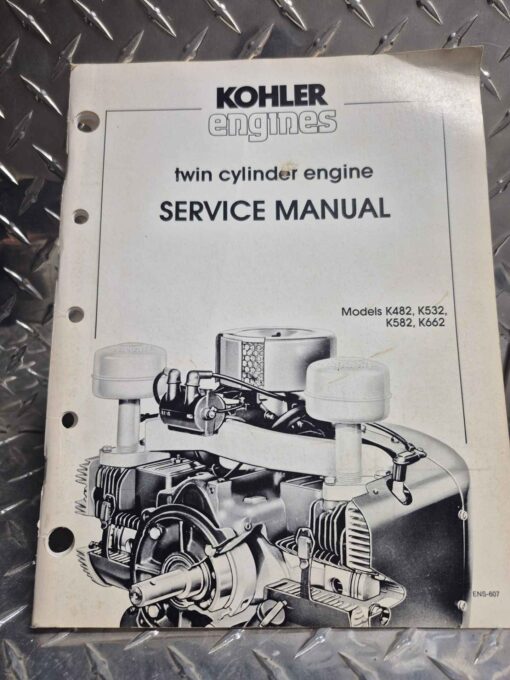 KOHLER
engines
twin cylinder engine
SERVICE MANUAL
Models K482, K532,
K582, K662
ENS-607